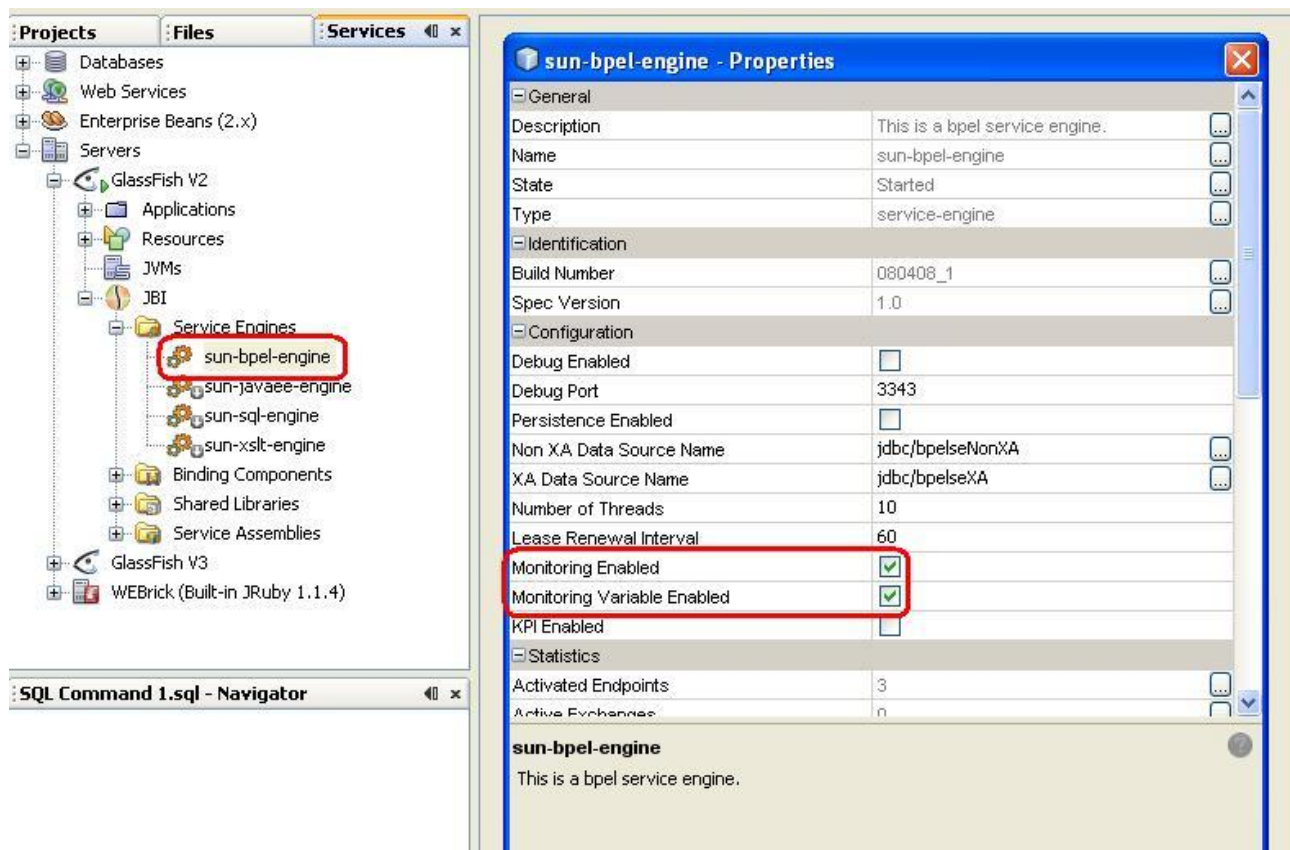 Projects Files Services
Databases
Web Services
Enterprise Beans (2.x)
Servers
GlassFish V2
Applications
Resources
JVMs
JBI
Service Engines
sun-bpel-engine
sun-javaee-engine
sun-sql-engine
sun-xslt-engine
Binding Components
Shared Libraries
Service Assemblies
GlassFish V3
WEBrick (Built-in JRuby 1.1.4)
SQL Command 1.sql - Navigator
sun-bpel-engine - Properties
General
Description This is a bpel service engine. ...
Name sun-bpel-engine ...
State Started ...
Type service-engine ...
Identification
Build Number 080408_1 ...
Spec Version 1.0 ...
Configuration
Debug Enabled
Debug Port 3343
Persistence Enabled
Non XA Data Source Name jdbc/bpelseNonXA ...
XA Data Source Name jdbc/bpelseXA ...
Number of Threads 10
Lease Renewal Interval 60
Monitoring Enabled
Monitoring Variable Enabled
KPI Enabled
Statistics
Activated Endpoints 3 ...
Active Exchanges 0
sun-bpel-engine
This is a bpel service engine.